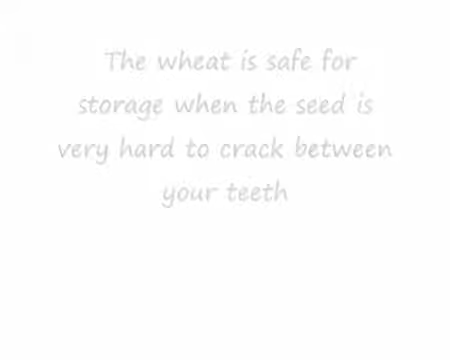 The wheat is safe for
storage when the seed is
very hard to crack between
your teeth